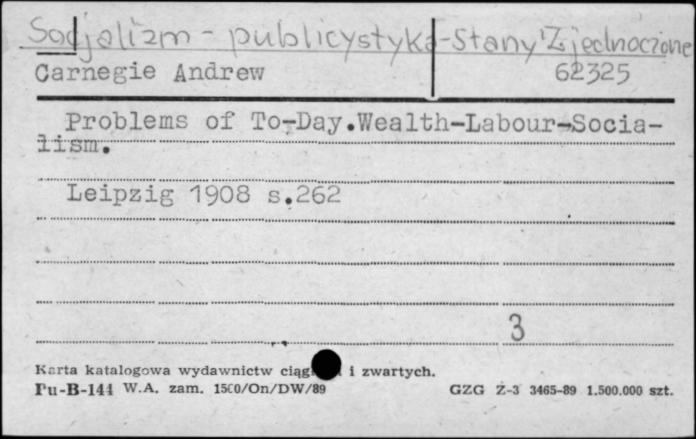 Socjalizm - publicystyka - Stany Zjednoczone
Carnegie Andrew 62325
Problems of To-Day.Wealth-Labour-Socia-
lism.
Leipzig 1908 s.262
3
Karta katalogowa wydawnictw i zwartych.
Pu-B-144 W.A. zam. 1500/On/DW/89 GZG Z-3 3465-89 1.500.000 szt.